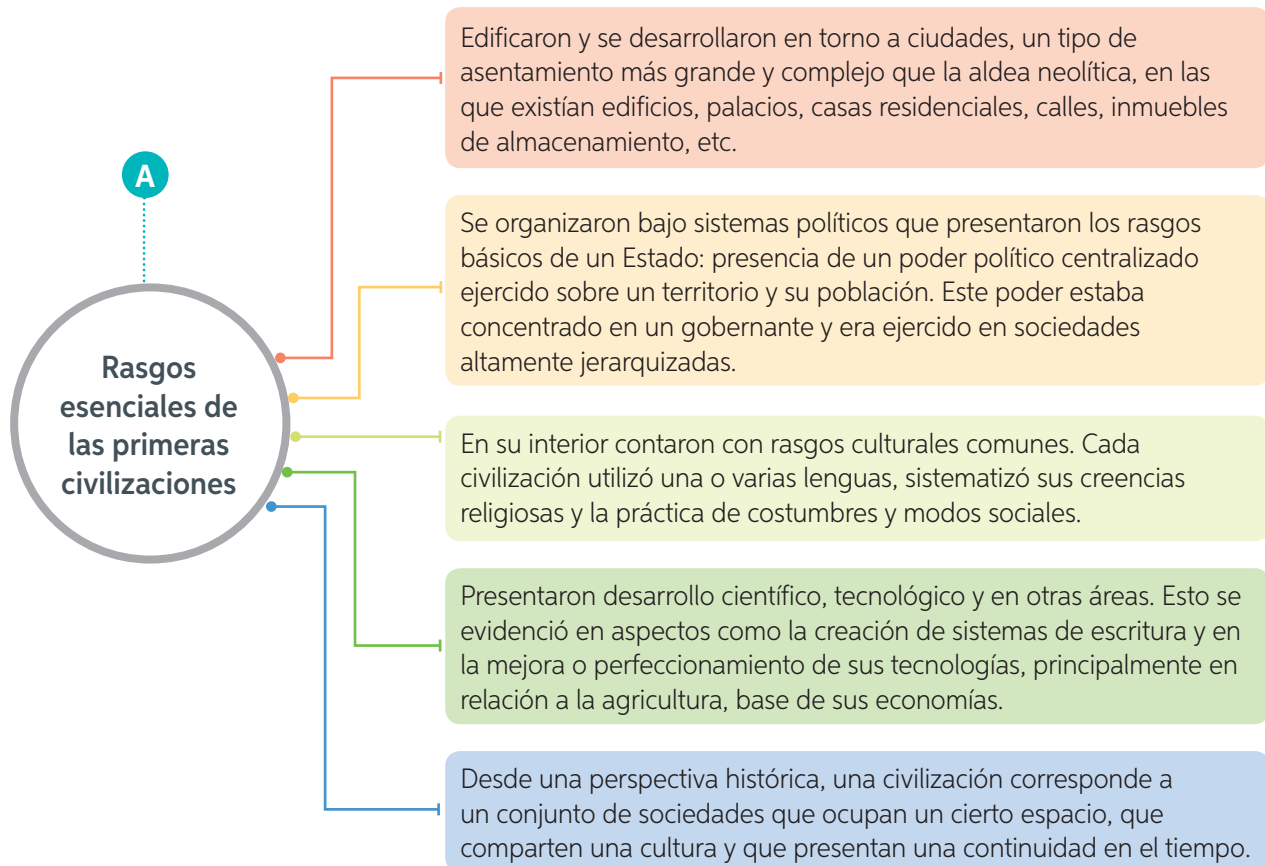 A
Rasgos
esenciales de
las primeras
civilizaciones
Edificaron y se desarrollaron en torno a ciudades, un tipo de
asentamiento más grande y complejo que la aldea neolítica, en las
que existían edificios, palacios, casas residenciales, calles, inmuebles
de almacenamiento, etc.
Se organizaron bajo sistemas políticos que presentaron los rasgos
básicos de un Estado: presencia de un poder político centralizado
ejercido sobre un territorio y su población. Este poder estaba
concentrado en un gobernante y era ejercido en sociedades
altamente jerarquizadas.
En su interior contaron con rasgos culturales comunes. Cada
civilización utilizó una o varias lenguas, sistematizó sus creencias
religiosas y la práctica de costumbres y modos sociales.
Presentaron desarrollo científico, tecnológico y en otras áreas. Esto se
evidenció en aspectos como la creación de sistemas de escritura y en
la mejora o perfeccionamiento de sus tecnologías, principalmente en
relación a la agricultura, base de sus economías.
Desde una perspectiva histórica, una civilización corresponde a
un conjunto de sociedades que ocupan un cierto espacio, que
comparten una cultura y que presentan una continuidad en el tiempo.